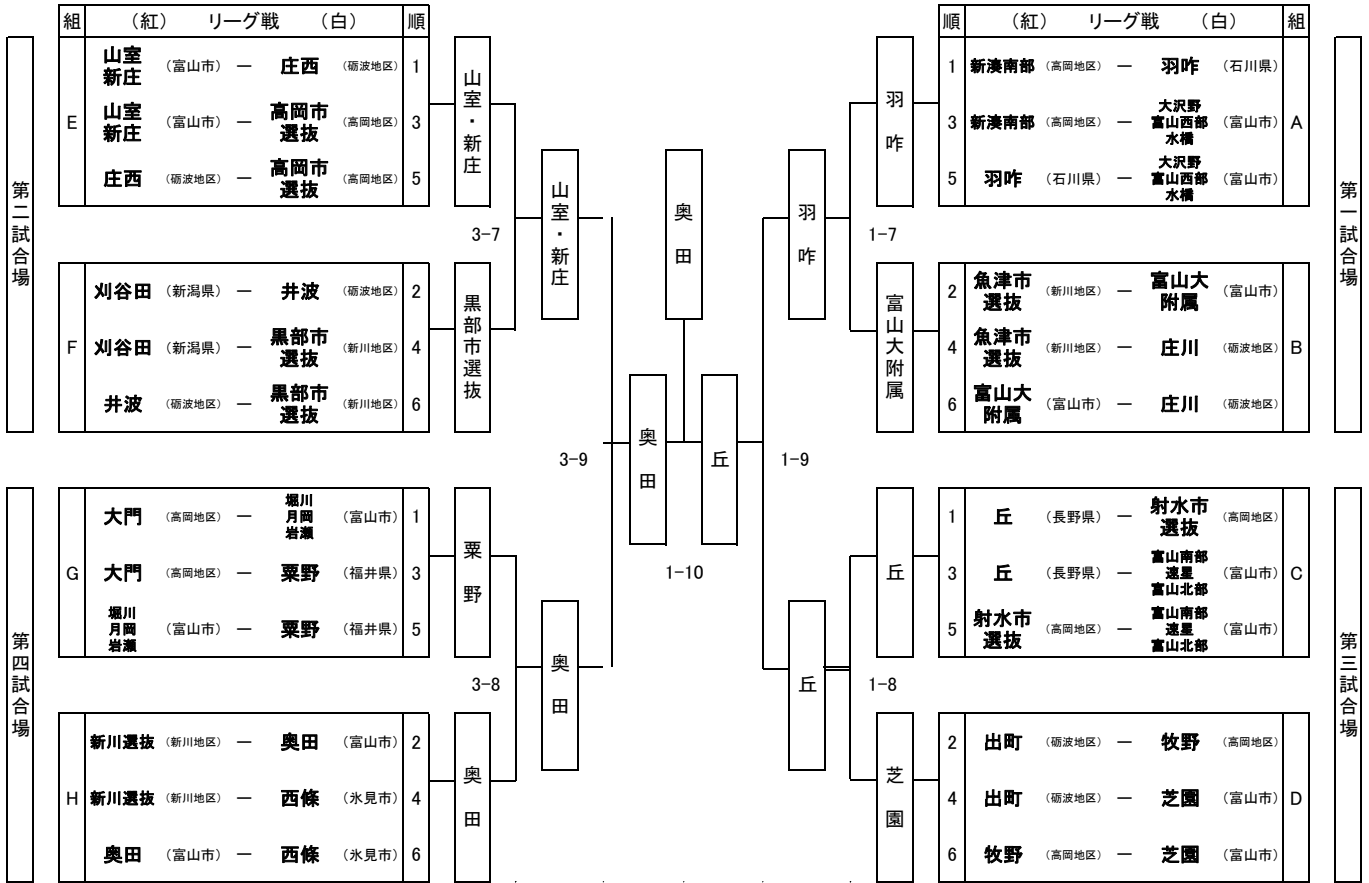 組 （紅） リーグ戦 （白） 順
第二試合場
E
山室
新庄 （富山市） ― 庄西 （砺波地区） 1
山室
新庄 （富山市） ― 高岡市
選抜 （高岡地区） 3
庄西 （砺波地区） ― 高岡市
選抜 （高岡地区） 5
F
刈谷田 （新潟県） ― 井波 （砺波地区） 2
刈谷田 （新潟県） ― 黒部市
選抜 （新川地区） 4
井波 （砺波地区） ― 黒部市
選抜 （新川地区） 6
第四試合場
G
大門 （高岡地区） ― 堀川
月岡
岩瀬 （富山市） 1
大門 （高岡地区） ― 粟野 （福井県） 3
堀川
月岡
岩瀬 （富山市） ― 粟野 （福井県） 5
H
新川選抜 （新川地区） ― 奥田 （富山市） 2
新川選抜 （新川地区） ― 西條 （氷見市） 4
奥田 （富山市） ― 西條 （氷見市） 6
山室・新庄
黒部市選抜
粟野
奥田
3-7
3-8
山室・新庄
奥田
3-9
奥田
奥田
丘
1-10
1-9
羽咋
丘
1-7
1-8
羽咋
富山大附属
丘
芝園
順 （紅） リーグ戦 （白） 組
第一試合場
1 新湊南部 （高岡地区） ― 羽咋 （石川県）
3 新湊南部 （高岡地区） ― 大沢野
富山西部
水橋 （富山市） A
5 羽咋 （石川県） ― 大沢野
富山西部
水橋 （富山市）
2 魚津市
選抜 （新川地区） ― 富山大
附属 （富山市）
4 魚津市
選抜 （新川地区） ― 庄川 （砺波地区） B
6 富山大
附属 （富山市） ― 庄川 （砺波地区）
第三試合場
1 丘 （長野県） ― 射水市
選抜 （高岡地区）
3 丘 （長野県） ― 富山南部
速星
富山北部 （富山市） C
5 射水市
選抜 （高岡地区） ― 富山南部
速星
富山北部 （富山市）
2 出町 （砺波地区） ― 牧野 （高岡地区）
4 出町 （砺波地区） ― 芝園 （富山市） D
6 牧野 （高岡地区） ― 芝園 （富山市）